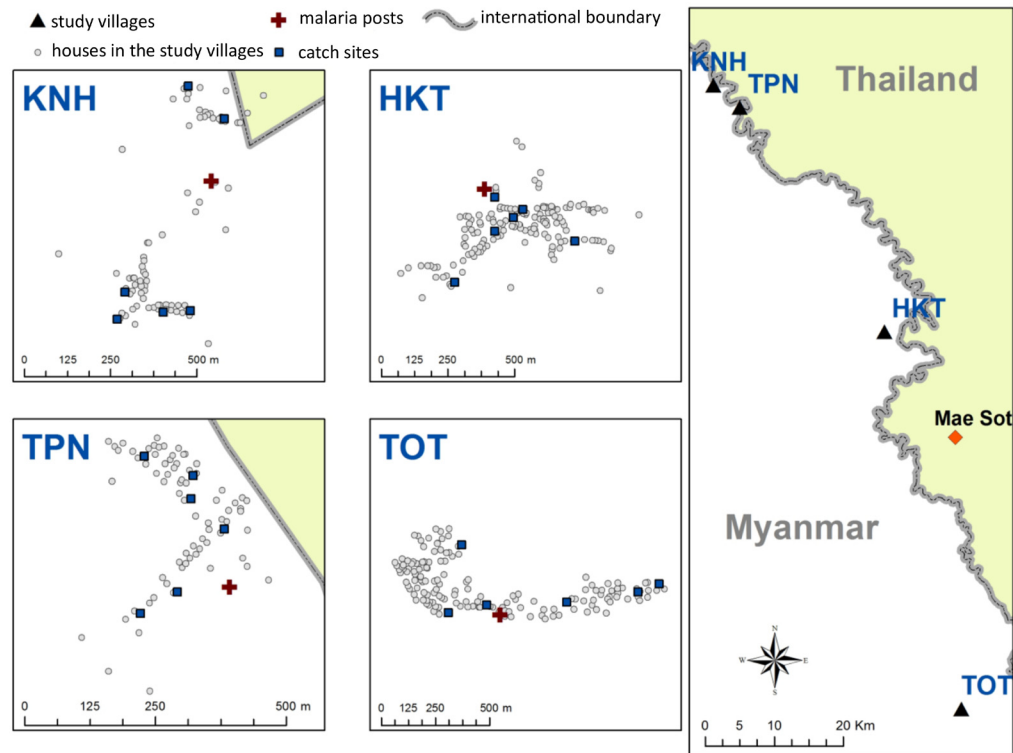 study villages
malaria posts
international boundary
houses in the study villages
catch sites
KNH
0 125 250 500 m
HKT
0 125 250 500 m
TPN
0 125 250 500 m
TOT
0 125 250 500 m
KNH
TPN
Thailand
HKT
Mae Sot
Myanmar
N
W E
S
TOT
0 5 10 20 Km